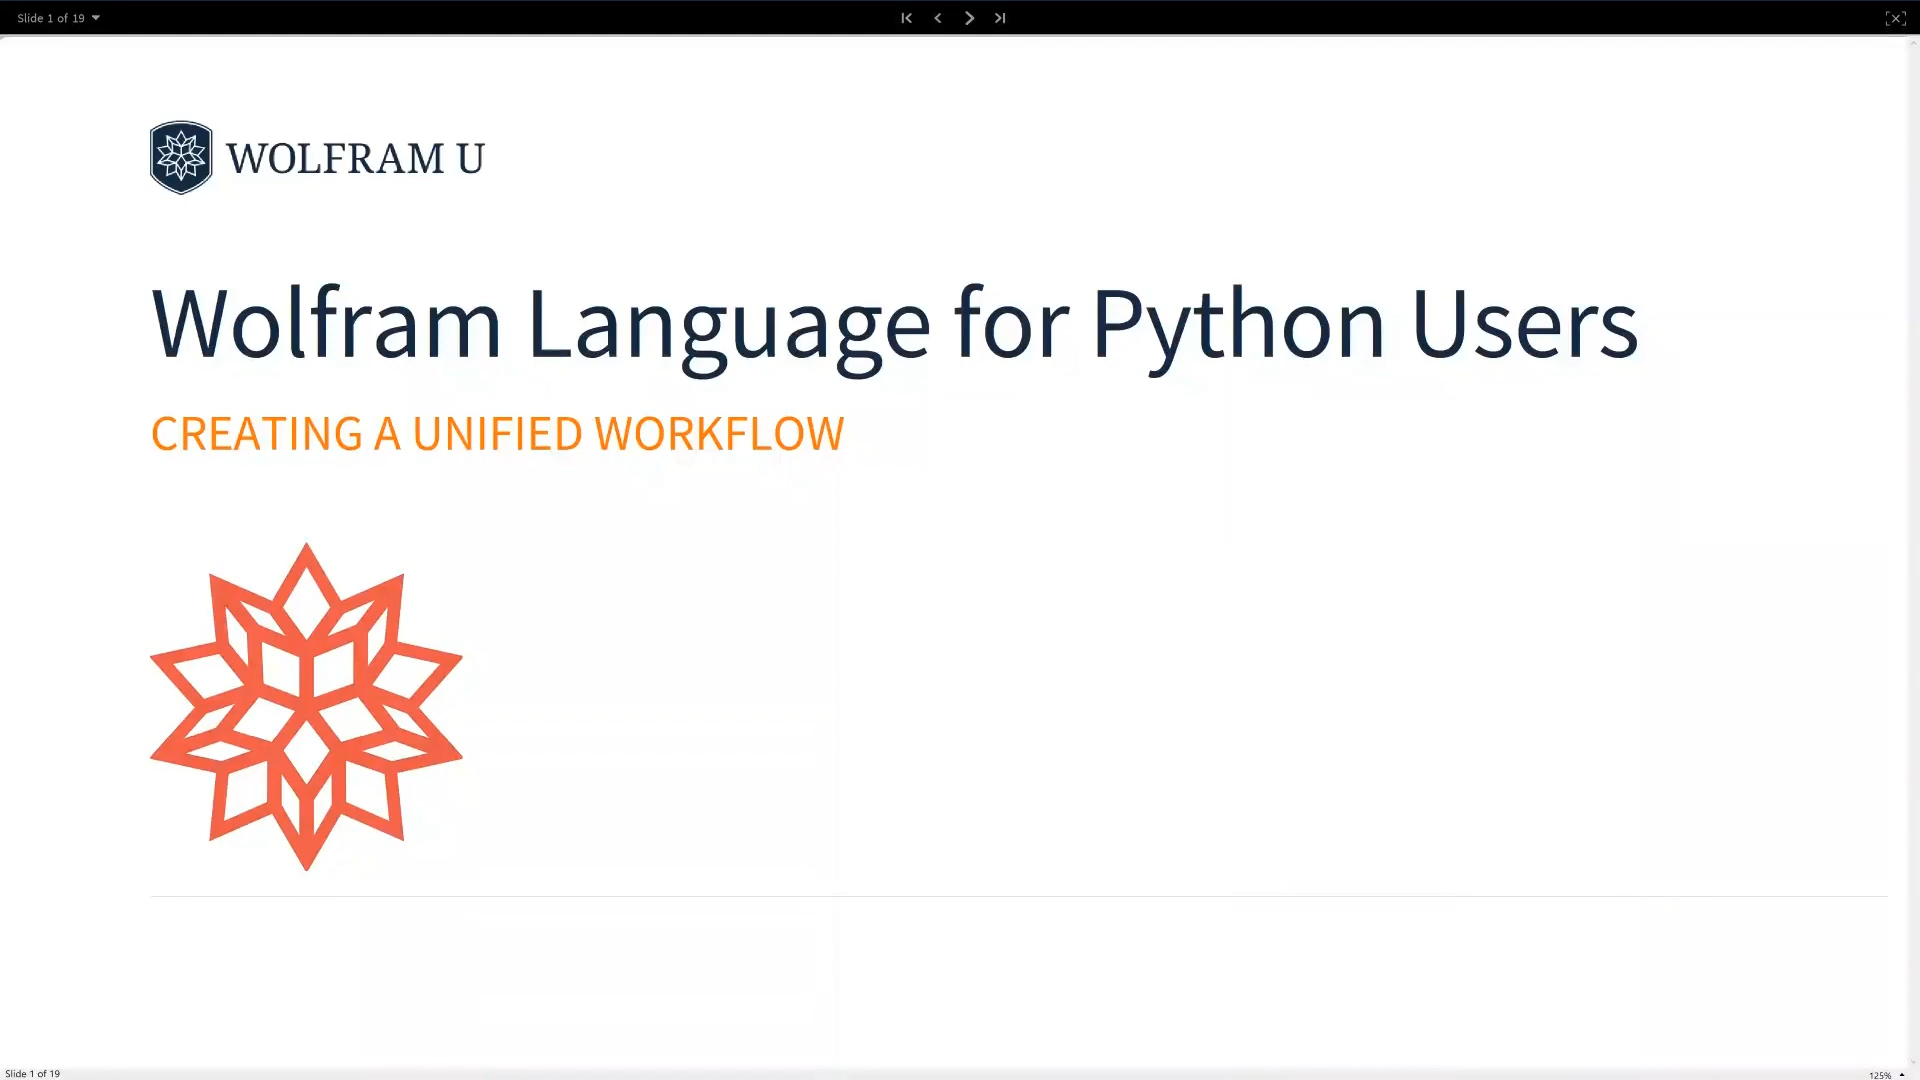 Slide 1 of 19
WOLFRAM U
Wolfram Language for Python Users
CREATING A UNIFIED WORKFLOW
Slide 1 of 19
125%